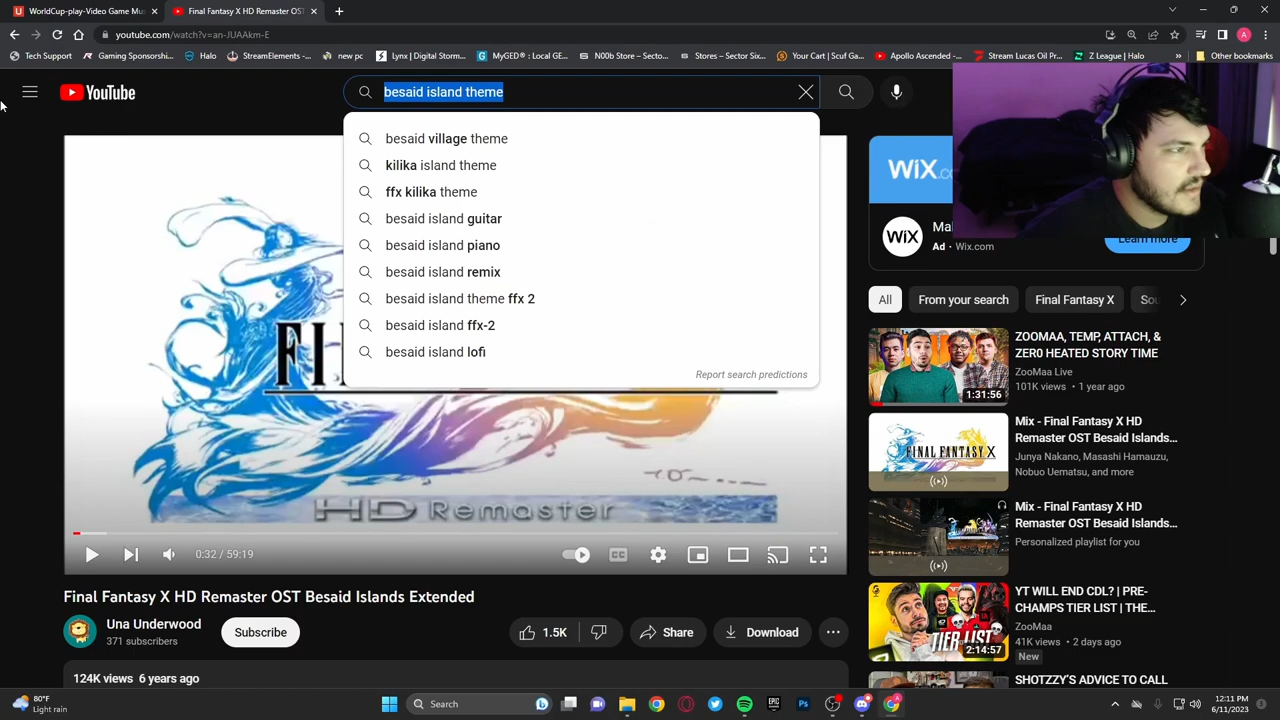 WorldCup-play-Video Game Mu
Final Fantasy X HD Remaster OST
youtube.com/watch?v=an-JUAAkm-E
Tech Support
Gaming Sponsorshi...
Halo
StreamElements -...
new pc
Lynx | Digital Storm...
MyGED® : Local GE...
N00b Store – Secto...
Stores – Sector Six...
Your Cart / Scuf Ga...
Apollo Ascended -...
Stream Lucas Oil Pr...
Z League | Halo
Other bookmarks
YouTube
besaid island theme
besaid village theme
kilika island theme
ffx kilika theme
besaid island guitar
besaid island piano
besaid island remix
besaid island theme ffx 2
besaid island ffx-2
besaid island lofi
Report search predictions
HD Remaster
0:32 / 59:19
CC
Final Fantasy X HD Remaster OST Besaid Islands Extended
Una Underwood
371 subscribers
Subscribe
1.5K
Share
Download
124K views 6 years ago
WiX.c
WiX
Ad · Wix.com
Learn more
All
From your search
Final Fantasy X
ZOOMAA, TEMP, ATTACH, &
ZER0 HEATED STORY TIME
ZooMaa Live
101K views • 1 year ago
1:31:56
Mix - Final Fantasy X HD
Remaster OST Besaid Islands...
Junya Nakano, Masashi Hamauzu,
Nobuo Uematsu, and more
FINAL FANTASY X
Mix - Final Fantasy X HD
Remaster OST Besaid Islands...
Personalized playlist for you
YT WILL END CDL? | PRE-
CHAMPS TIER LIST | THE...
ZooMaa
41K views • 2 days ago
New
TIER LIST
2:14:57
SHOTZZY'S ADVICE TO CALL
80°F
Light rain
Search
12:11 PM
6/11/2023